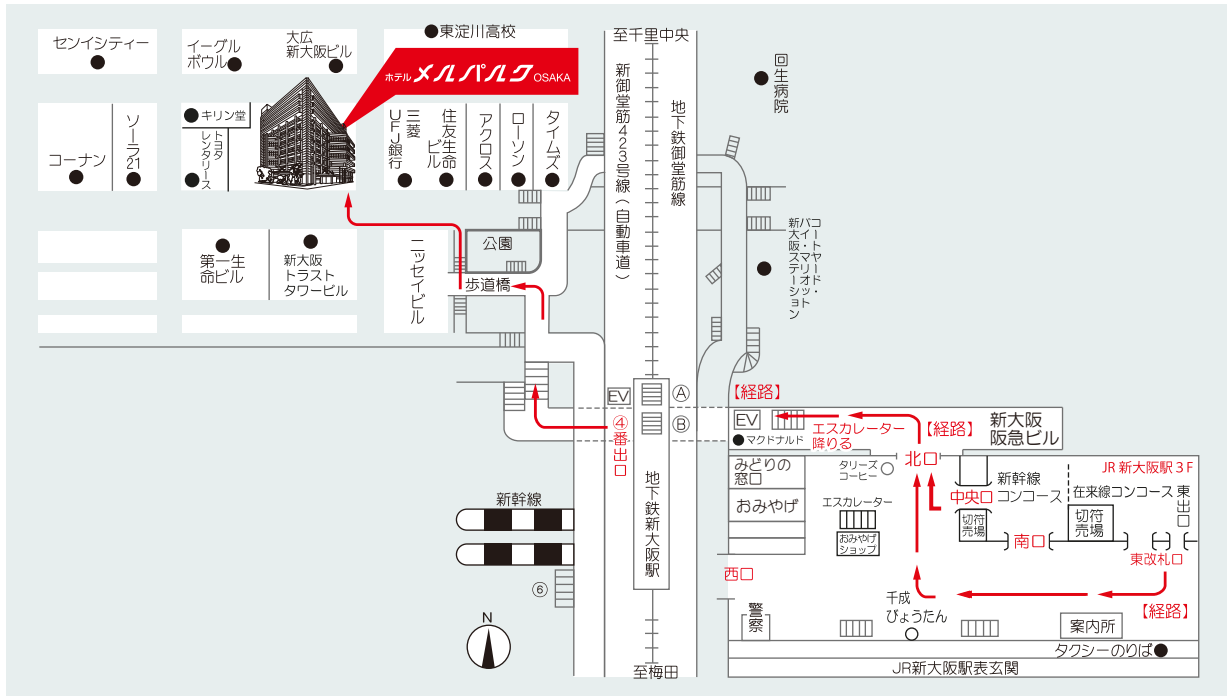 センイシティー
イーグル
ボウル
大広
新大阪ビル
東淀川高校
ホテル メルパルク OSAKA
コーナン
ソーラ21
キリン堂
トヨタ
レンタリース
三菱
UFJ銀行
住友生命
ビル
アクロス
ローソン
タイムズ
至千里中央
新御堂筋423号線(自動車道)
地下鉄御堂筋線
回生病院
第一生
命ビル
新大阪
トラスト
タワービル
ニッセイビル
公園
歩道橋
コートヤード・
バイ・マリオット
新大阪ステーション
EV
Ⓐ
Ⓑ
④番出口
地下鉄新大阪駅
新幹線
⑥
N
至梅田
【経路】
EV
マクドナルド
エスカレーター
降りる
【経路】
新大阪
阪急ビル
北口
JR新大阪駅3F
みどりの
窓口
タリーズ
コーヒー
中央口
新幹線
コンコース
在来線コンコース
東出口
おみやげ
エスカレーター
切符
売場
切符
売場
おみやげ
ショップ
南口
東改札口
西口
【経路】
警察
千成
びょうたん
案内所
タクシーのりば
JR新大阪駅表玄関